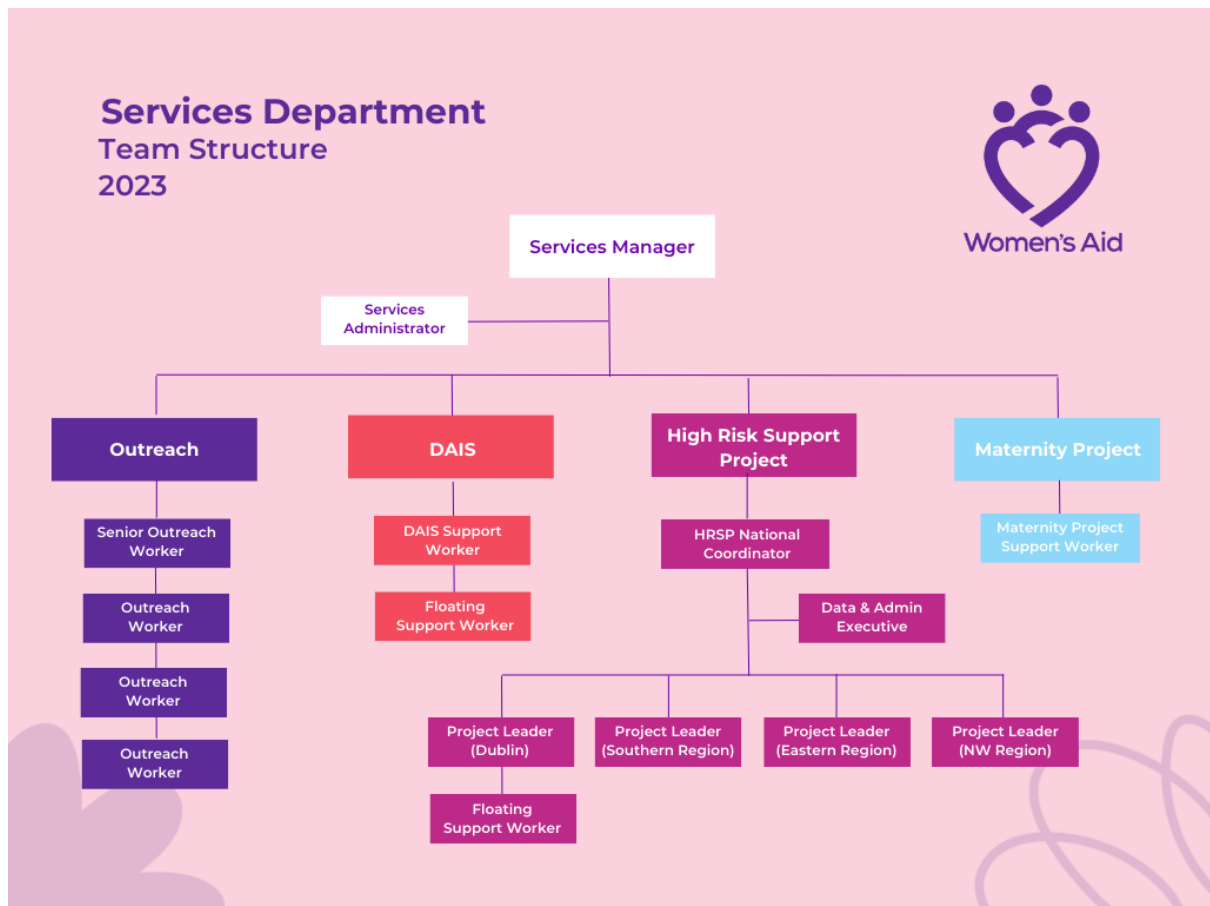 Services Department
Team Structure
2023
Women's Aid
Services Manager
Services
Administrator
Outreach
DAIS
High Risk Support
Project
Maternity Project
Senior Outreach
Worker
DAIS Support
Worker
HRSP National
Coordinator
Maternity Project
Support Worker
Outreach
Worker
Floating
Support Worker
Data & Admin
Executive
Outreach
Worker
Outreach
Worker
Project Leader
(Dublin)
Project Leader
(Southern Region)
Project Leader
(Eastern Region)
Project Leader
(NW Region)
Floating
Support Worker